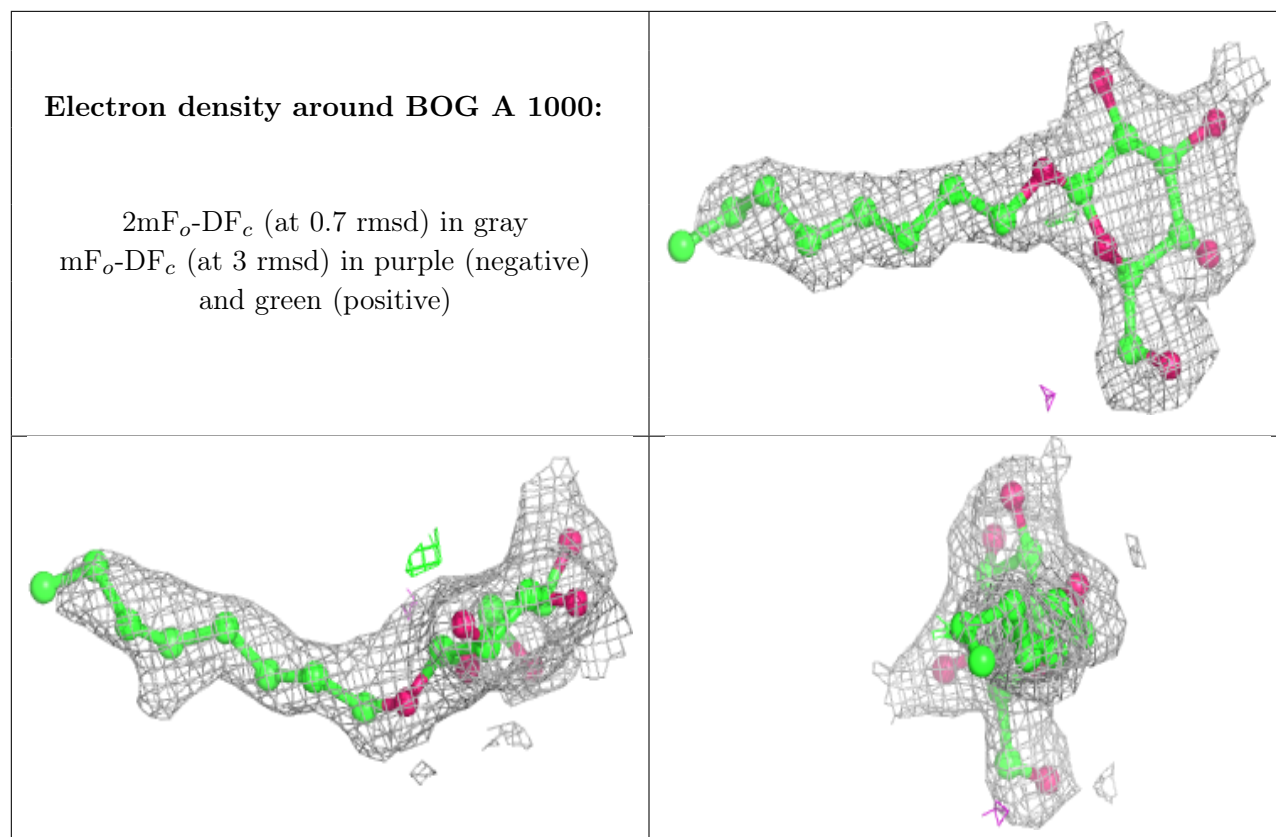 Electron density around BOG A 1000:
2mFo-DFc (at 0.7 rmsd) in gray
mFo-DFc (at 3 rmsd) in purple (negative)
and green (positive)